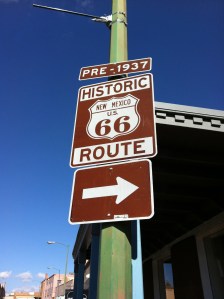 PRE-1937
HISTORIC
NEW MEXICO
U.S.
66
ROUTE